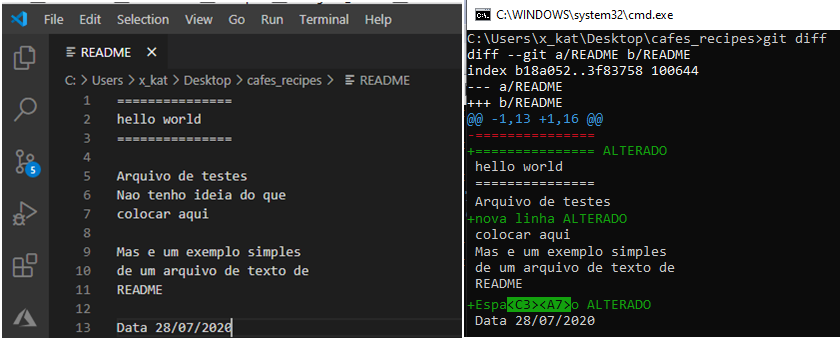 File Edit Selection View Go Run Terminal Help
README
C: > Users > x_kat > Desktop > cafes_recipes > README
1 ===============
2 hello world
3 ===============
4
5 Arquivo de testes
6 Nao tenho ideia do que
7 colocar aqui
8
9 Mas e um exemplo simples
10 de um arquivo de texto de
11 README
12
13 Data 28/07/2020
5
C:\WINDOWS\system32\cmd.exe
C:\Users\x_kat\Desktop\cafes_recipes>git diff
diff --git a/README b/README
index b18a052..3f83758 100644
--- a/README
+++ b/README
@@ -1,13 +1,16 @@
-===============
+=============== ALTERADO
hello world
===============
Arquivo de testes
+nova linha ALTERADO
colocar aqui
Mas e um exemplo simples
de um arquivo de texto de
README
+Espa<C3><A7>o ALTERADO
Data 28/07/2020